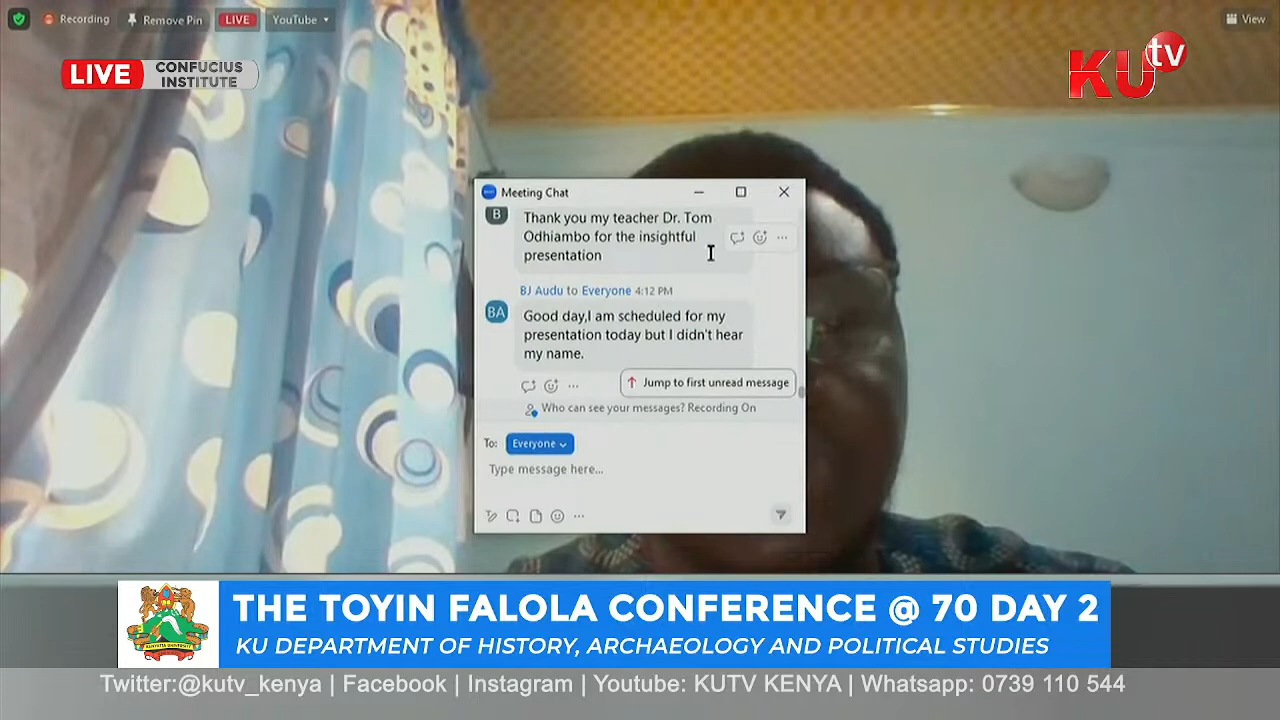 Recording
Remove Pin
LIVE
YouTube
View
LIVE
CONFUCIUS
INSTITUTE
KU tv
Meeting Chat
B
Thank you my teacher Dr. Tom
Odhiambo for the insightful
presentation
BJ Audu to Everyone 4:12 PM
BA
Good day,I am scheduled for my
presentation today but I didn't hear
my name.
Jump to first unread message
Who can see your messages? Recording On
To: Everyone
Type message here...
THE TOYIN FALOLA CONFERENCE @ 70 DAY 2
KU DEPARTMENT OF HISTORY, ARCHAEOLOGY AND POLITICAL STUDIES
KENYATTA UNIVERSITY
Twitter:@kutv_kenya | Facebook | Instagram | Youtube: KUTV KENYA | Whatsapp: 0739 110 544